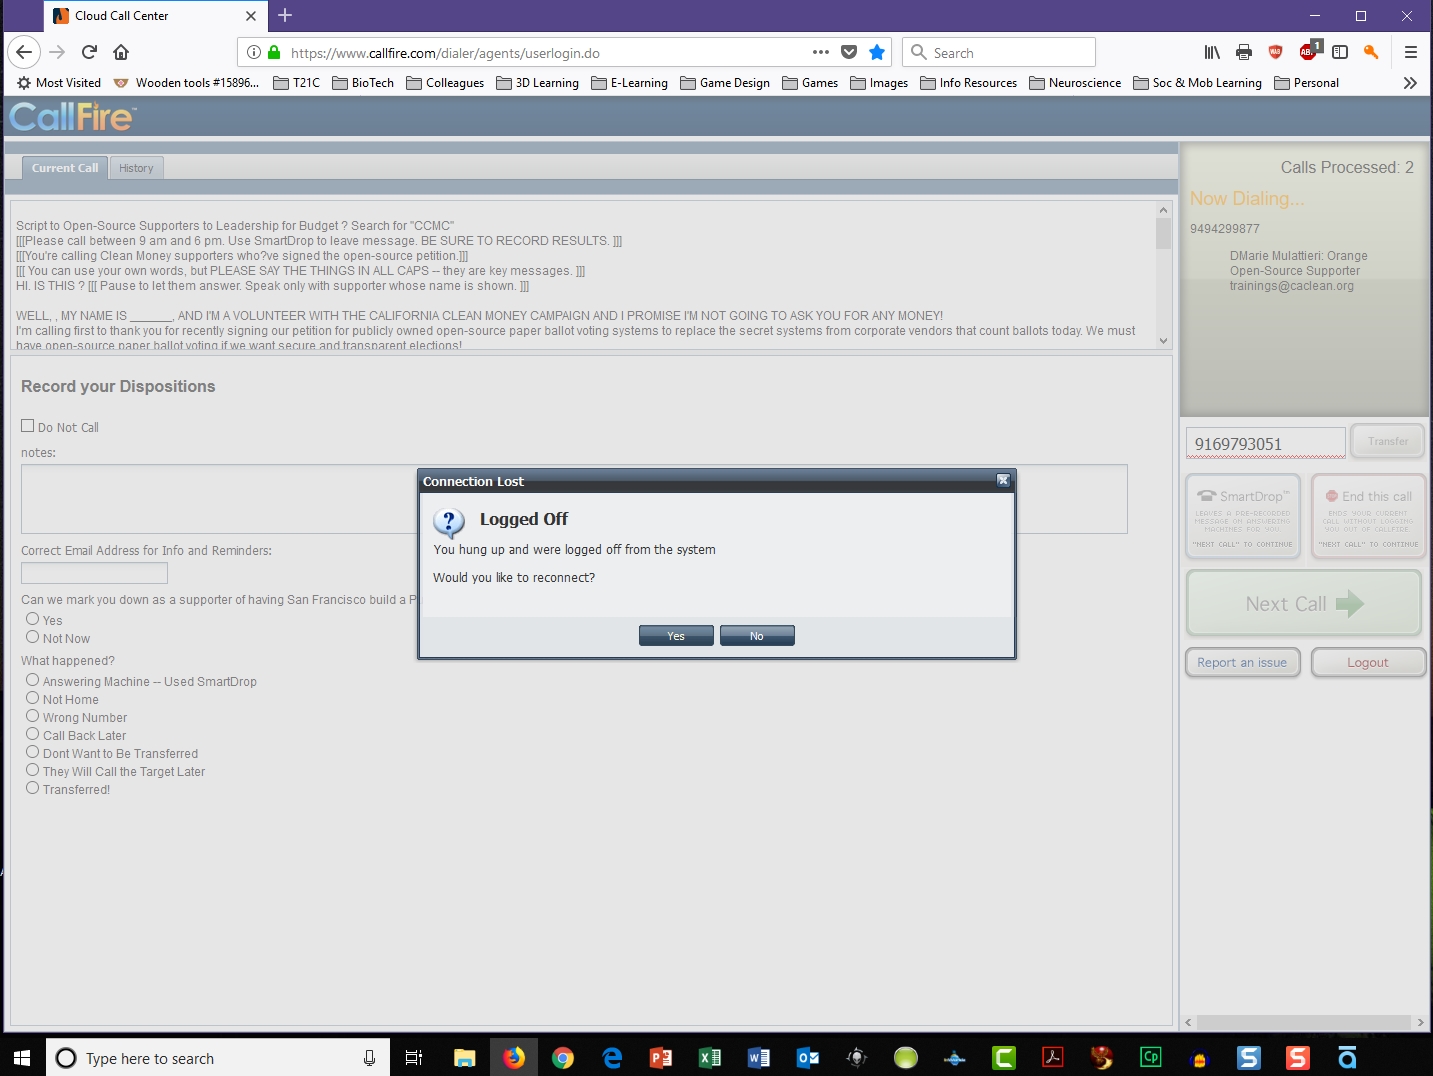 Cloud Call Center
https://www.callfire.com/dialer/agents/userlogin.do
Search
1
Most Visited
Wooden tools #15896...
T21C
BioTech
Colleagues
3D Learning
E-Learning
Game Design
Games
Images
Info Resources
Neuroscience
Soc & Mob Learning
Personal
CallFire™
Current Call
History
Script to Open-Source Supporters to Leadership for Budget ? Search for "CCMC"
[[[Please call between 9 am and 6 pm. Use SmartDrop to leave message. BE SURE TO RECORD RESULTS. ]]]
[[[You're calling Clean Money supporters who?ve signed the open-source petition.]]]
[[[ You can use your own words, but PLEASE SAY THE THINGS IN ALL CAPS -- they are key messages. ]]]
HI. IS THIS ? [[[ Pause to let them answer. Speak only with supporter whose name is shown. ]]]
WELL, , MY NAME IS ______, AND I'M A VOLUNTEER WITH THE CALIFORNIA CLEAN MONEY CAMPAIGN AND I PROMISE I'M NOT GOING TO ASK YOU FOR ANY MONEY!
I'm calling first to thank you for recently signing our petition for publicly owned open-source paper ballot voting systems to replace the secret systems from corporate vendors that count ballots today. We must
have open-source paper ballot voting if we want secure and transparent elections!
Calls Processed: 2
Now Dialing...
9494299877
DMarie Mulattieri: Orange
Open-Source Supporter
trainings@caclean.org
Record your Dispositions
Do Not Call
notes:
Correct Email Address for Info and Reminders:
Can we mark you down as a supporter of having San Francisco build a P
Yes
Not Now
What happened?
Answering Machine -- Used SmartDrop
Not Home
Wrong Number
Call Back Later
Dont Want to Be Transferred
They Will Call the Target Later
Transferred!
Connection Lost
Logged Off
You hung up and were logged off from the system
Would you like to reconnect?
Yes
No
9169793051
Transfer
SmartDrop™
LEAVES A PRE-RECORDED
MESSAGE ON ANSWERING
MACHINES FOR YOU
"NEXT CALL" TO CONTINUE
End this call
ENDS YOUR CURRENT
CALL WITHOUT LOGGING
YOU OUT OF CALLFIRE
"NEXT CALL" TO CONTINUE
Next Call
Report an issue
Logout
Type here to search